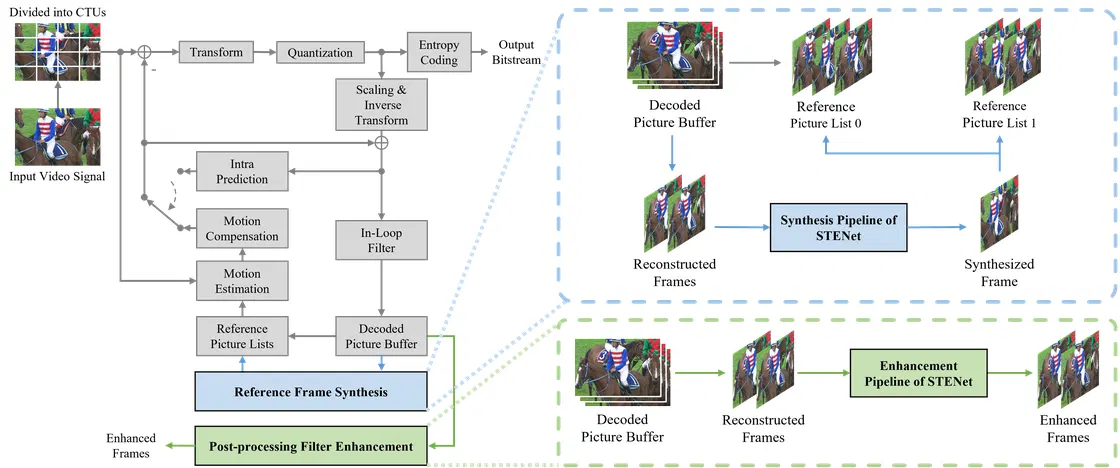 Divided into CTUs
Transform
Quantization
Entropy
Coding
Output
Bitstream
-
Scaling &
Inverse
Transform
Input Video Signal
Intra
Prediction
Motion
Compensation
In-Loop
Filter
Motion
Estimation
Reference
Picture Lists
Decoded
Picture Buffer
Reference Frame Synthesis
Enhanced
Frames
Post-processing Filter Enhancement
Decoded
Picture Buffer
Reference
Picture List 0
Reference
Picture List 1
Reconstructed
Frames
Synthesis Pipeline of
STENet
Synthesized
Frame
Decoded
Picture Buffer
Reconstructed
Frames
Enhancement
Pipeline of STENet
Enhanced
Frames